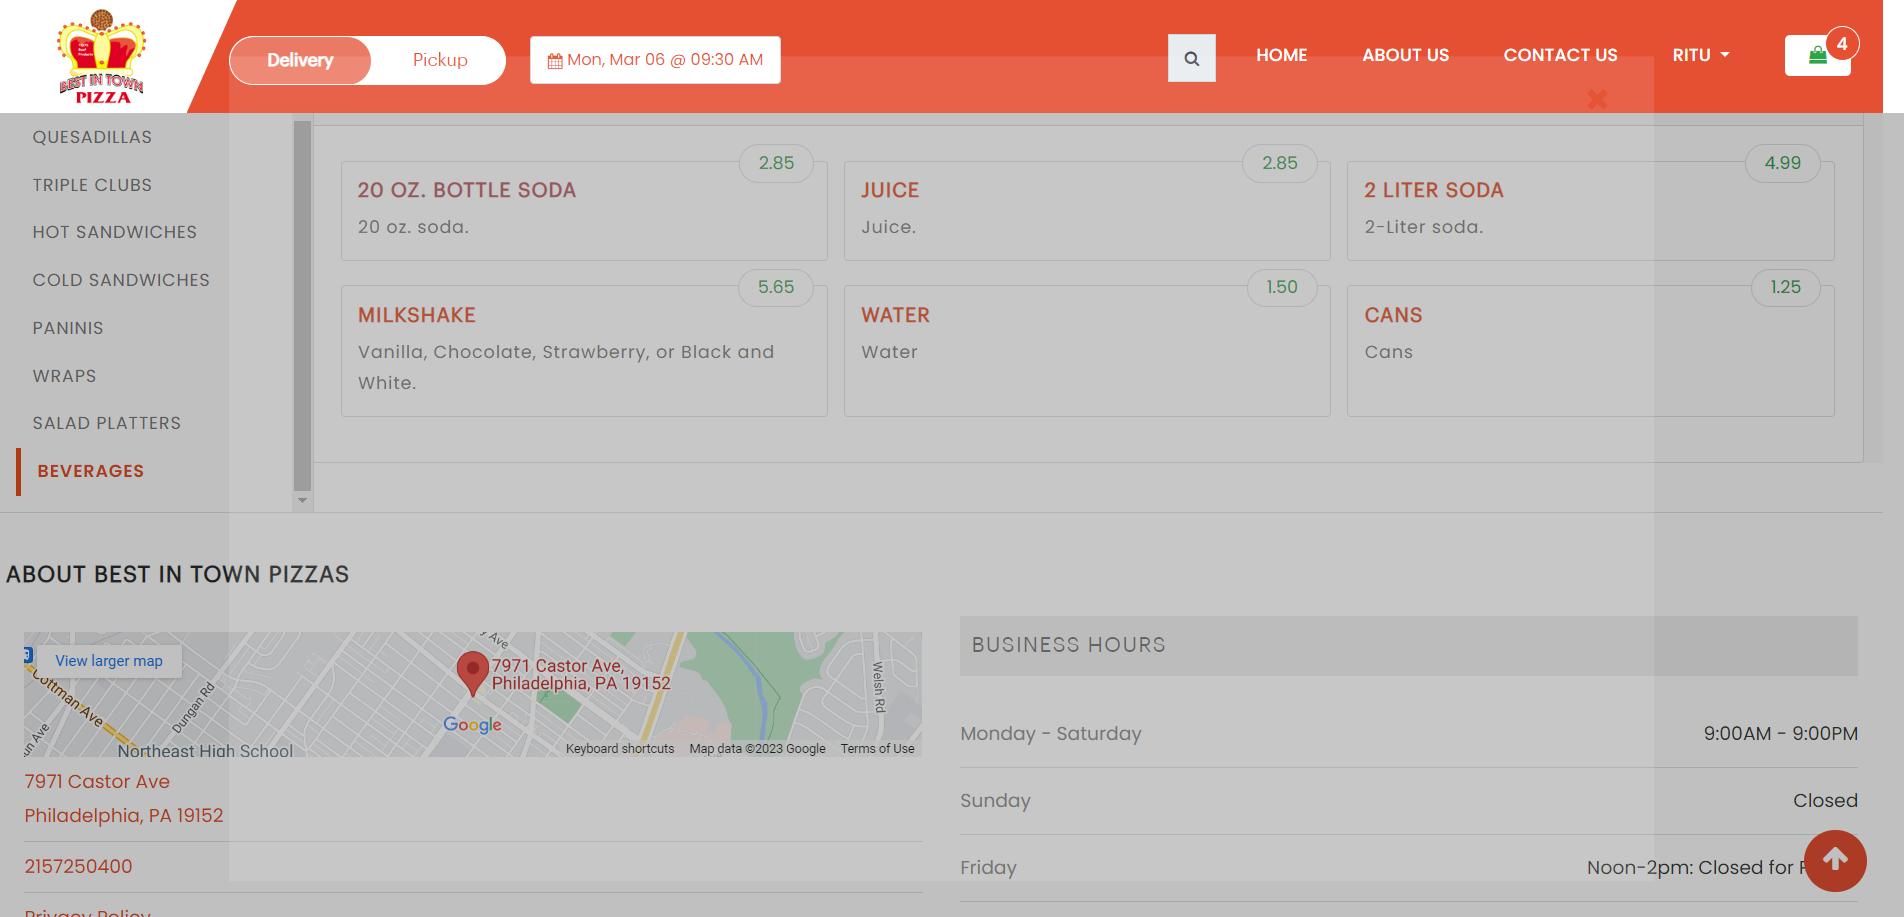 BEST IN TOWN
PIZZA
Delivery
Pickup
Mon, Mar 06 @ 09:30 AM
HOME
ABOUT US
CONTACT US
RITU
4
QUESADILLAS
TRIPLE CLUBS
HOT SANDWICHES
COLD SANDWICHES
PANINIS
WRAPS
SALAD PLATTERS
BEVERAGES
2.85
20 OZ. BOTTLE SODA
20 oz. soda.
2.85
JUICE
Juice.
4.99
2 LITER SODA
2-Liter soda.
5.65
MILKSHAKE
Vanilla, Chocolate, Strawberry, or Black and
White.
1.50
WATER
Water
1.25
CANS
Cans
ABOUT BEST IN TOWN PIZZAS
View larger map
7971 Castor Ave,
Philadelphia, PA 19152
Cottman Ave
Dungan Rd
Welsh Rd
Northeast High School
Google
Keyboard shortcuts
Map data ©2023 Google
Terms of Use
7971 Castor Ave
Philadelphia, PA 19152
2157250400
Privacy Policy
BUSINESS HOURS
Monday - Saturday
9:00AM - 9:00PM
Sunday
Closed
Friday
Noon-2pm: Closed for